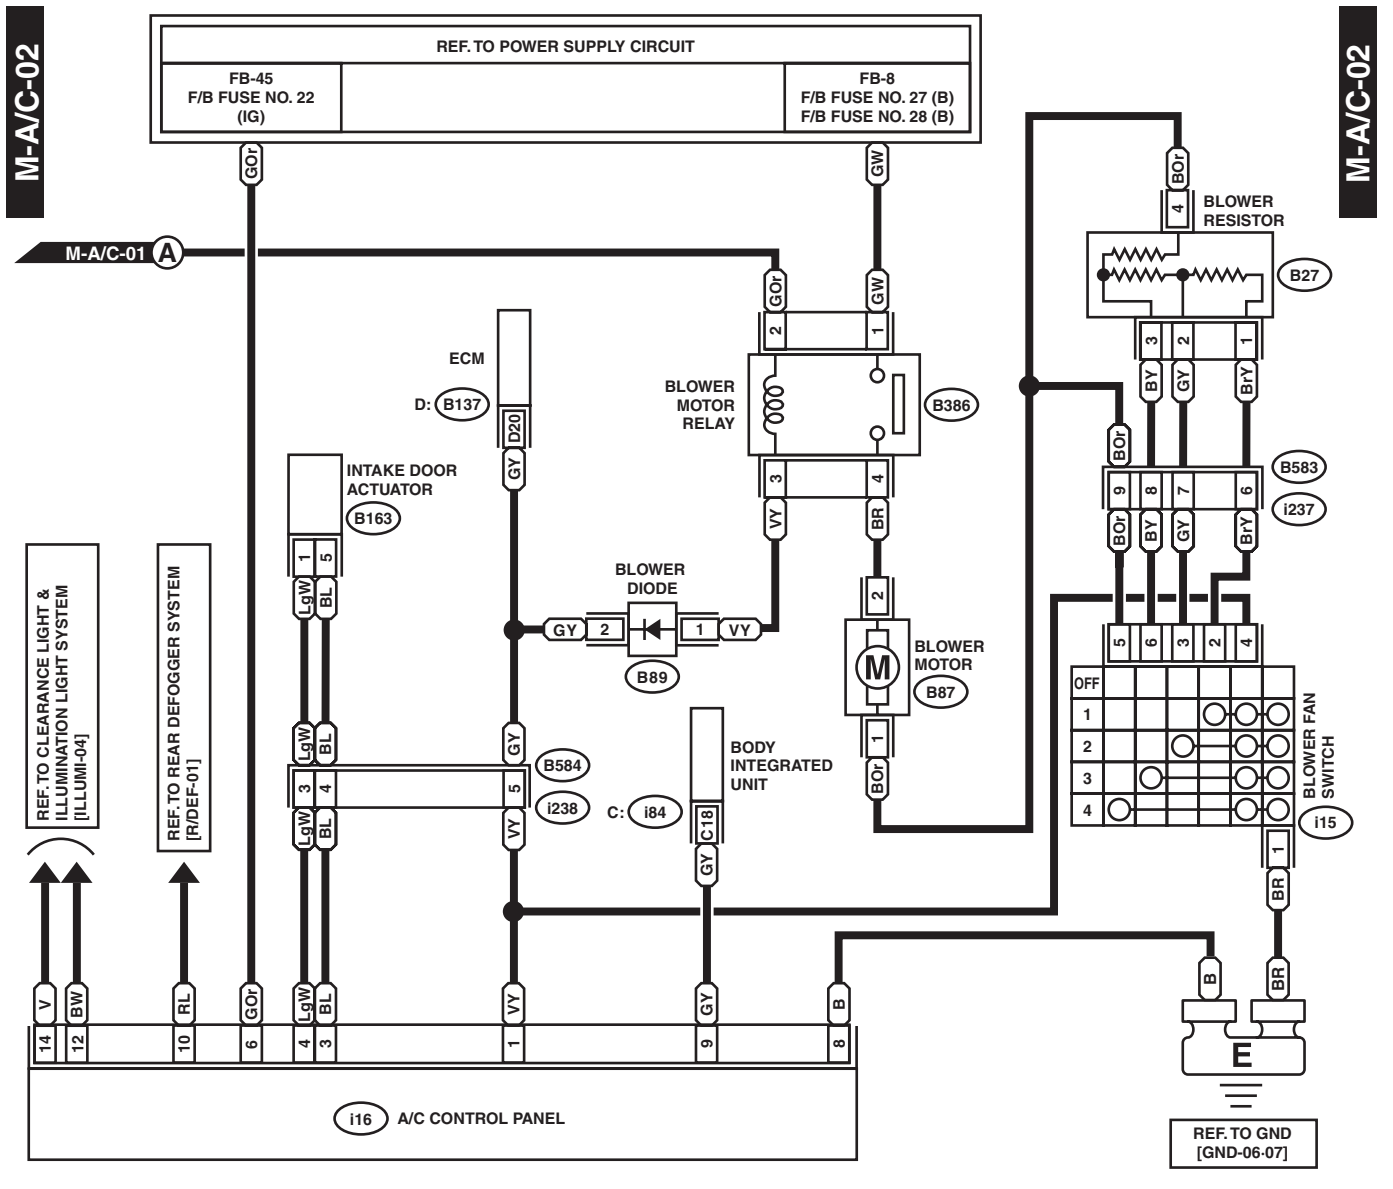 M-A/C-02
M-A/C-02
REF. TO POWER SUPPLY CIRCUIT
FB-45
F/B FUSE NO. 22
(IG)
FB-8
F/B FUSE NO. 27 (B)
F/B FUSE NO. 28 (B)
GOr
GW
BOr
4
BLOWER
RESISTOR
B27
M-A/C-01
A
GOr
GW
2
1
BLOWER
MOTOR
RELAY
B386
3
4
VY
BR
3
2
1
BY
GY
BrY
BOr
9
8
7
6
B583
i237
BOr
BY
GY
BrY
ECM
D:
B137
D20
GY
INTAKE DOOR
ACTUATOR
B163
1
5
LgW
BL
BLOWER
DIODE
GY
2
1
VY
B89
2
M
BLOWER
MOTOR
B87
1
BOr
5
6
3
2
4
OFF
1
2
3
4
BLOWER FAN
SWITCH
i15
1
BR
REF. TO CLEARANCE LIGHT &
ILLUMINATION LIGHT SYSTEM
[ILLUMI-04]
REF. TO REAR DEFOGGER SYSTEM
[R/DEF-01]
LgW
BL
GY
3
4
5
B584
i238
LgW
BL
VY
BODY
INTEGRATED
UNIT
C:
i84
C18
GY
V
BW
RL
GOr
LgW
BL
VY
GY
B
14
12
10
6
4
3
1
9
8
i16
A/C CONTROL PANEL
B
BR
E
REF. TO GND
[GND-06-07]